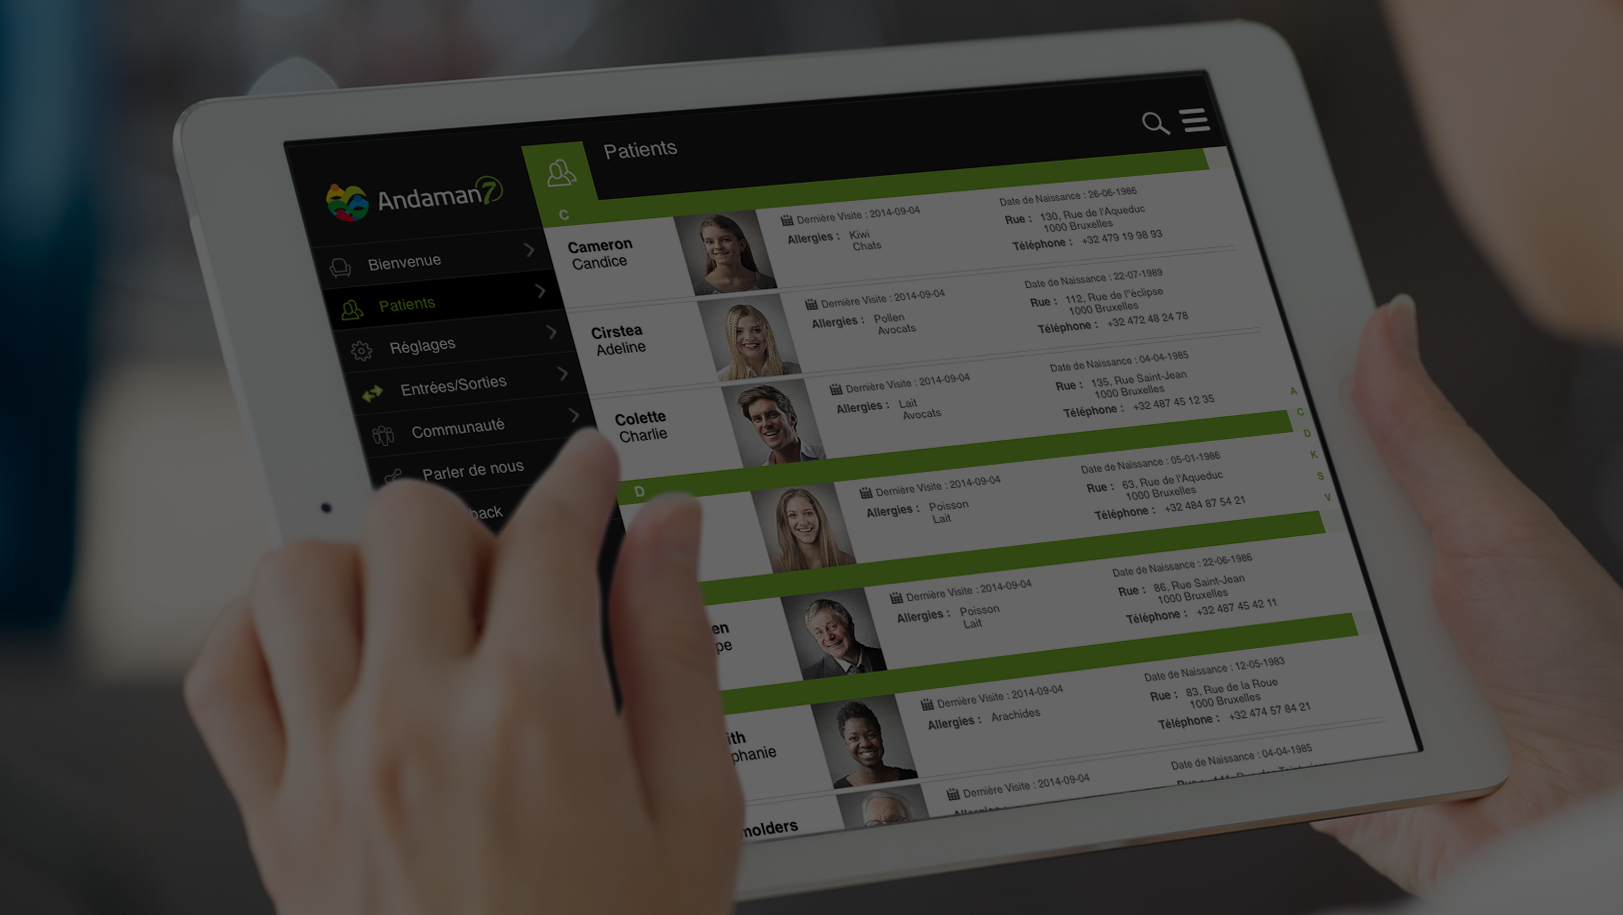 Andaman7
Patients
Bienvenue
Patients
Réglages
Entrées/Sorties
Communauté
Parler de nous
back
C
Cameron
Candice
Dernière Visite : 2014-09-04
Allergies : Kiwi
Chats
Date de Naissance : 26-06-1986
Rue : 130, Rue de l'Aqueduc
1000 Bruxelles
Téléphone : +32 479 19 98 93
Cirstea
Adeline
Dernière Visite : 2014-09-04
Allergies : Pollen
Avocats
Date de Naissance : 22-07-1989
Rue : 112, Rue de l''éclipse
1000 Bruxelles
Téléphone : +32 472 48 24 78
Colette
Charlie
Dernière Visite : 2014-09-04
Allergies : Lait
Avocats
Date de Naissance : 04-04-1985
Rue : 135, Rue Saint-Jean
1000 Bruxelles
Téléphone : +32 487 45 12 35
D
Dernière Visite : 2014-09-04
Allergies : Poisson
Lait
Date de Naissance : 05-01-1986
Rue : 63, Rue de l'Aqueduc
1000 Bruxelles
Téléphone : +32 484 87 54 21
en
pe
Dernière Visite : 2014-09-04
Allergies : Poisson
Lait
Date de Naissance : 22-06-1986
Rue : 86, Rue Saint-Jean
1000 Bruxelles
Téléphone : +32 487 45 42 11
ith
phanie
Dernière Visite : 2014-09-04
Allergies : Arachides
Date de Naissance : 12-05-1983
Rue : 83, Rue de la Roue
1000 Bruxelles
Téléphone : +32 474 57 84 21
molders
Dernière Visite : 2014-09-04
Date de Naissance : 04-04-1985
A
C
D
K
S
V